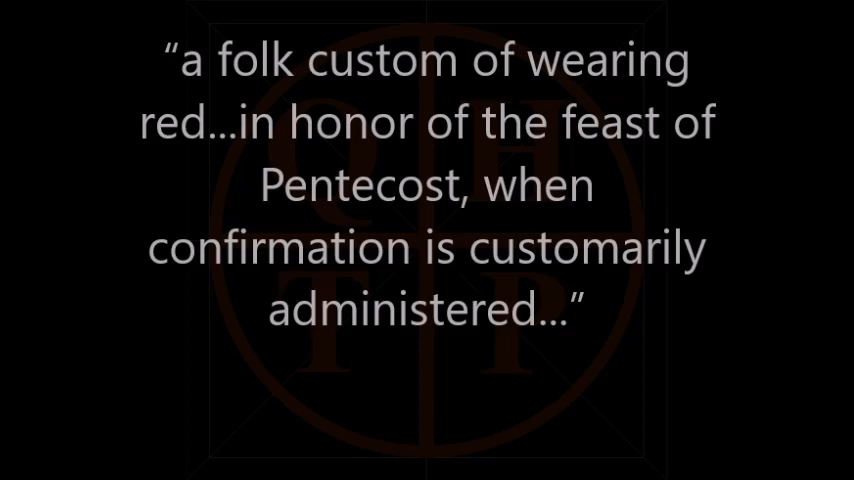 “a folk custom of wearing
red...in honor of the feast of
Pentecost, when
confirmation is customarily
administered...”
Q H
T P